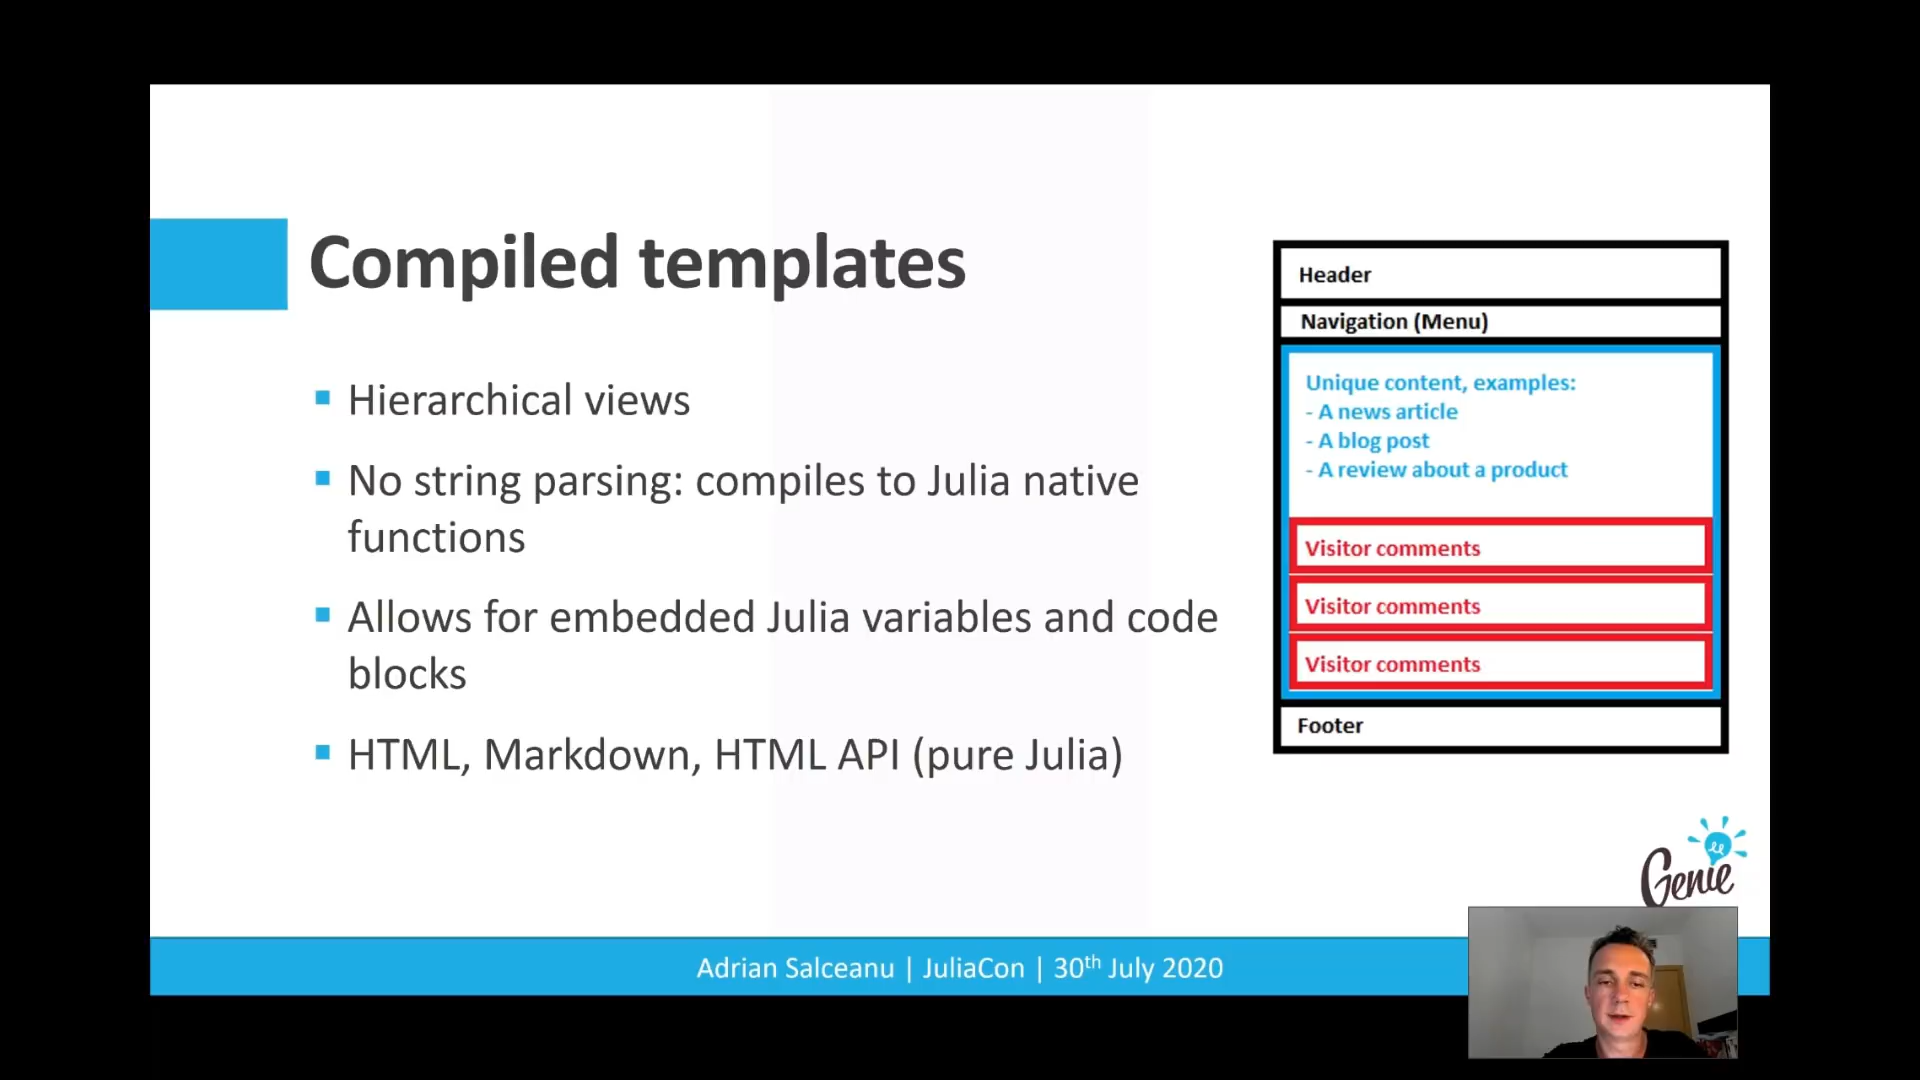 Compiled templates
Hierarchical views
No string parsing: compiles to Julia native
functions
Allows for embedded Julia variables and code
blocks
HTML, Markdown, HTML API (pure Julia)
Header
Navigation (Menu)
Unique content, examples:
- A news article
- A blog post
- A review about a product
Visitor comments
Visitor comments
Visitor comments
Footer
Genie
Adrian Salceanu | JuliaCon | 30th July 2020